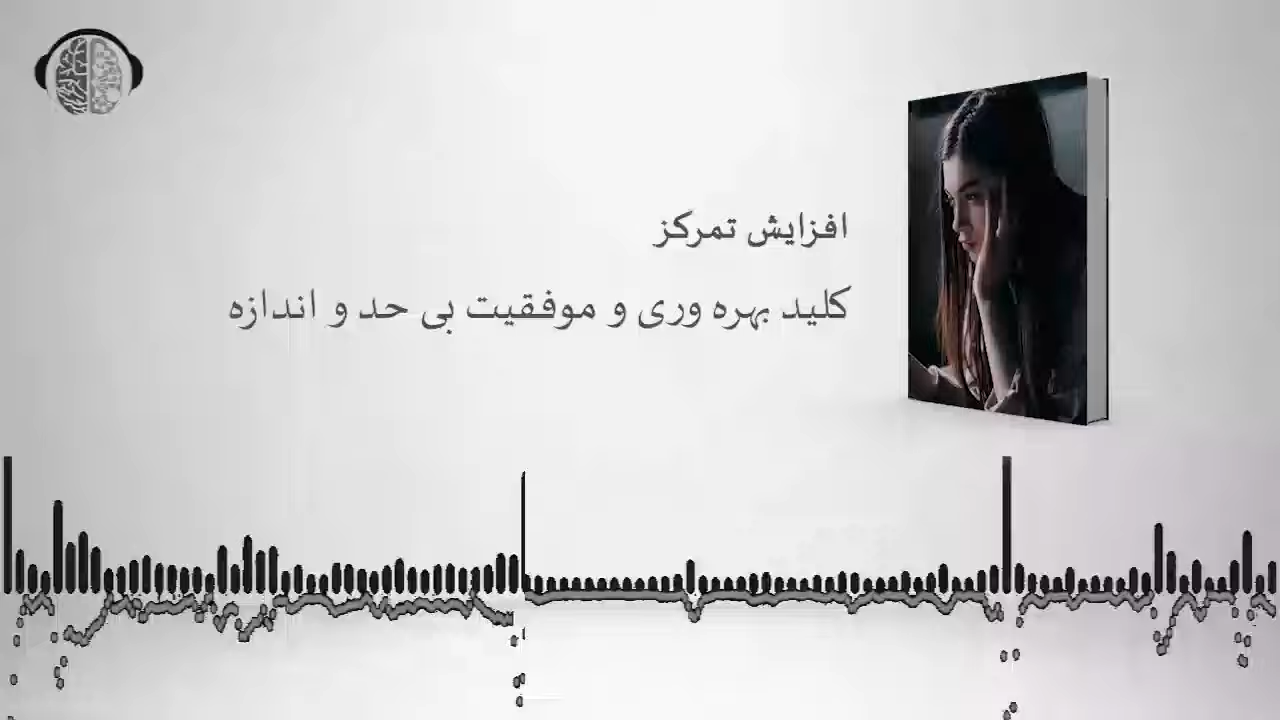 افزایش تمرکز
کلید بهره وری و موفقیت بی حد و اندازه